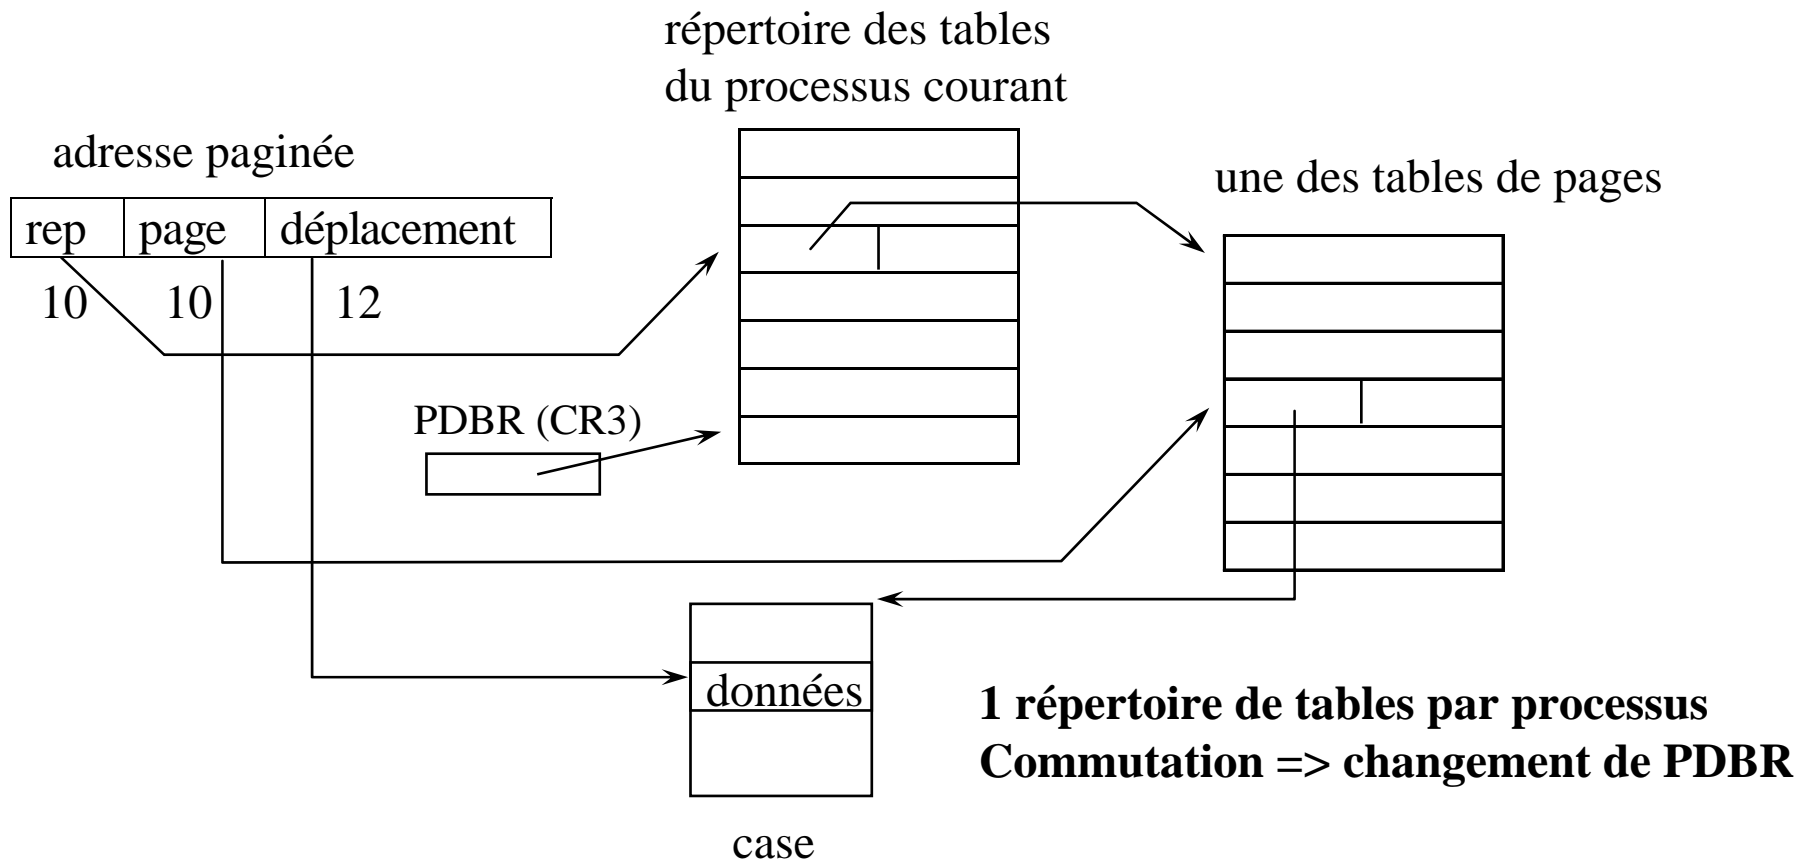 répertoire des tables
du processus courant
adresse paginée
une des tables de pages
rep page déplacement
10 10 12
PDBR (CR3)
données
1 répertoire de tables par processus
Commutation => changement de PDBR
case